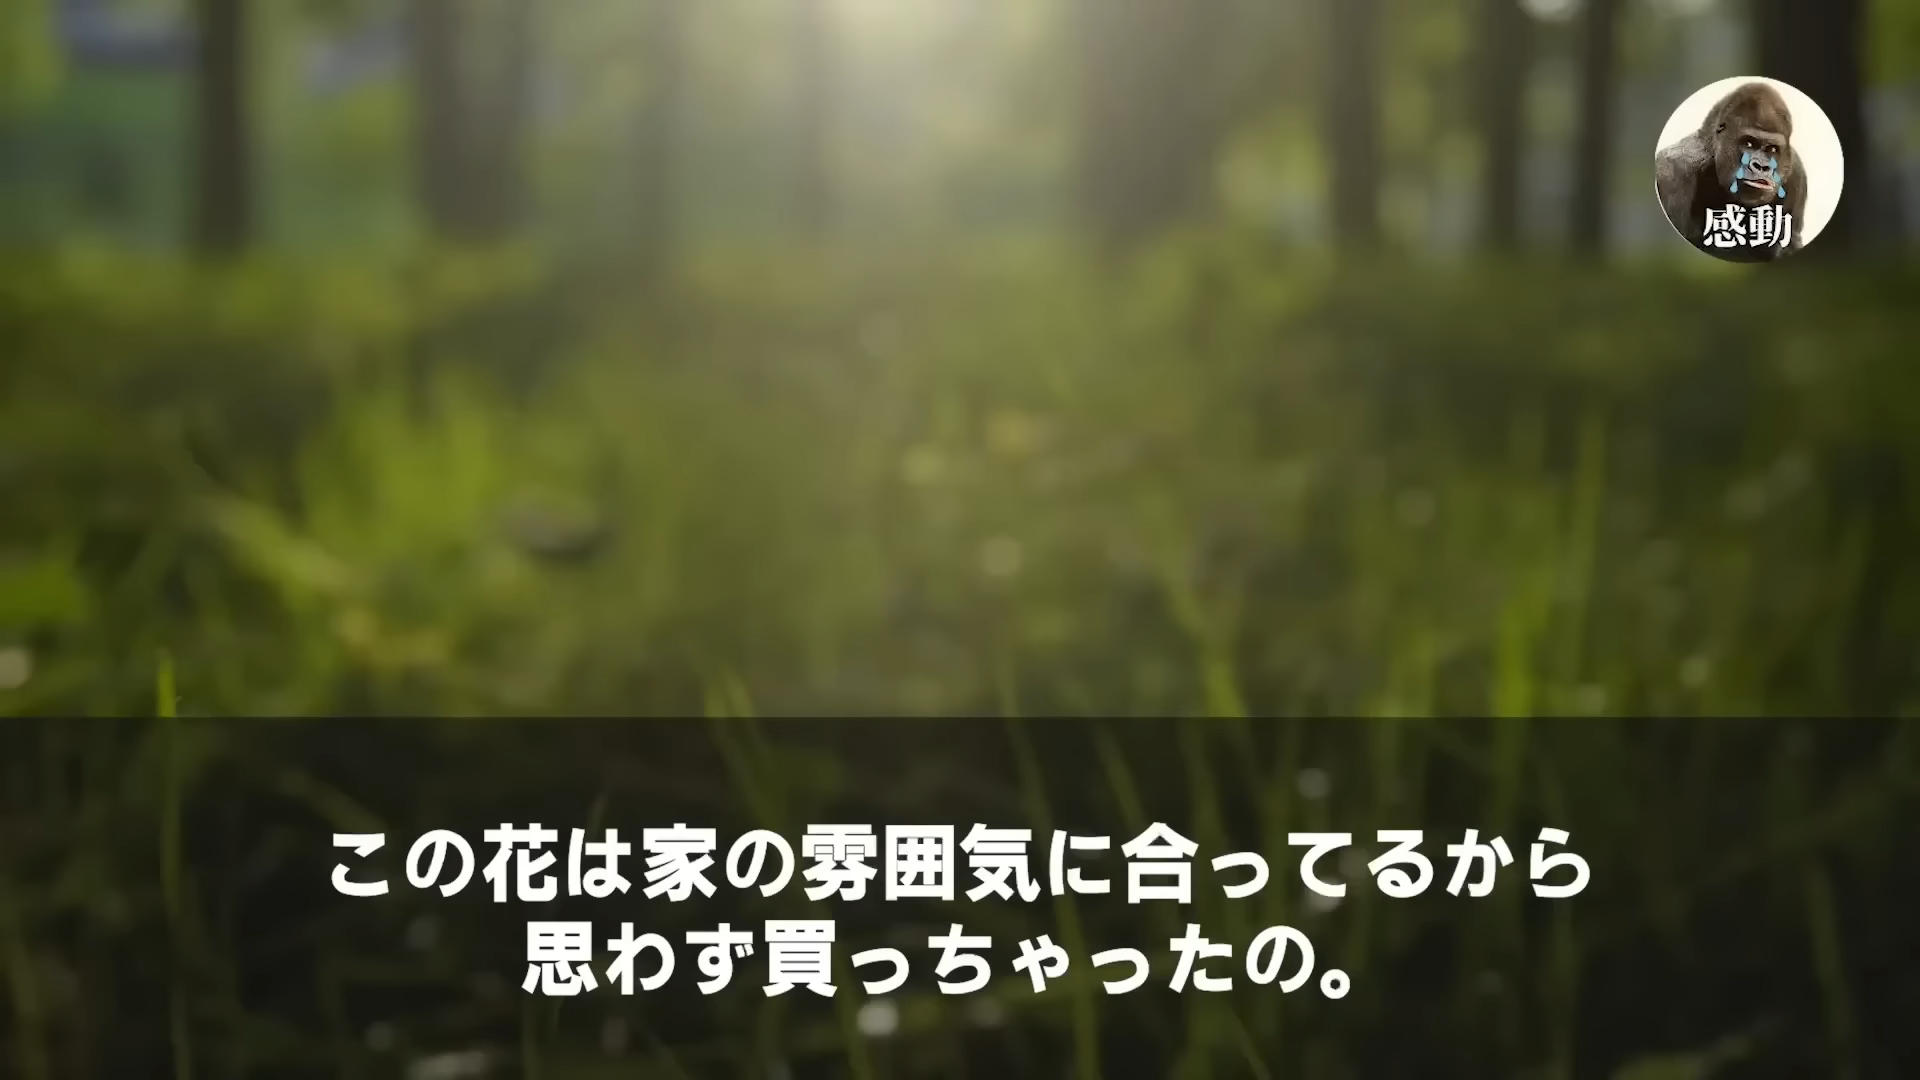 感動
この花は家の雰囲気に合ってるから
思わず買っちゃったの。